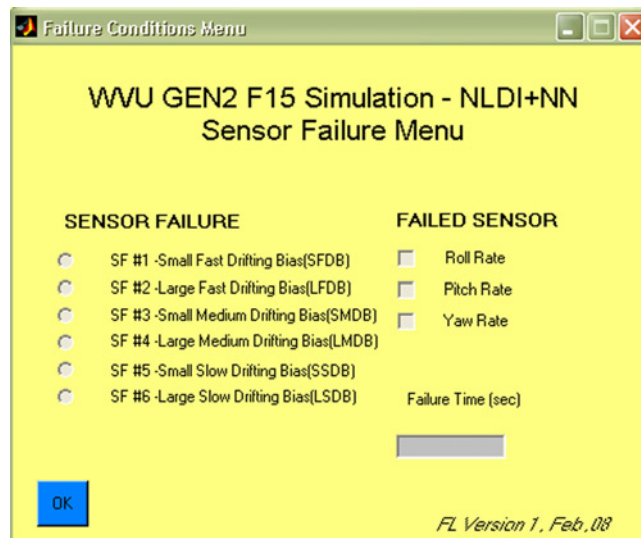 Failure Conditions Menu
WVU GEN2 F15 Simulation - NLDI+NN
Sensor Failure Menu
SENSOR FAILURE
SF #1 -Small Fast Drifting Bias(SFDB)
SF #2 -Large Fast Drifting Bias(LFDB)
SF #3 -Small Medium Drifting Bias(SMDB)
SF #4 -Large Medium Drifting Bias(LMDB)
SF #5 -Small Slow Drifting Bias(SSDB)
SF #6 -Large Slow Drifting Bias(LSDB)
FAILED SENSOR
Roll Rate
Pitch Rate
Yaw Rate
Failure Time (sec)
OK
FL Version 1, Feb,08